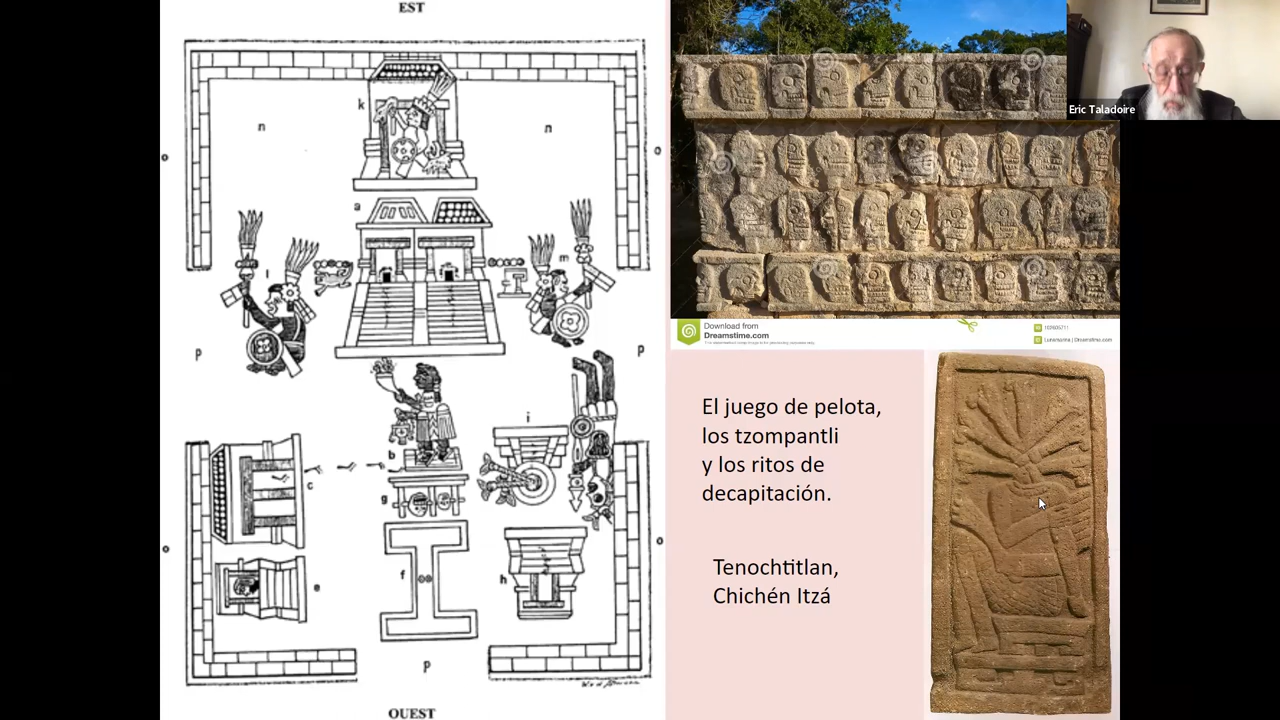 EST
k
n
n
o
o
a
l
m
p
p
i
b
c
g
e
f
h
o
o
p
OUEST
Eric Taladoire
Download from
Dreamstime.com
El juego de pelota,
los tzompantli
y los ritos de
decapitación.
Tenochtitlan,
Chichén Itzá